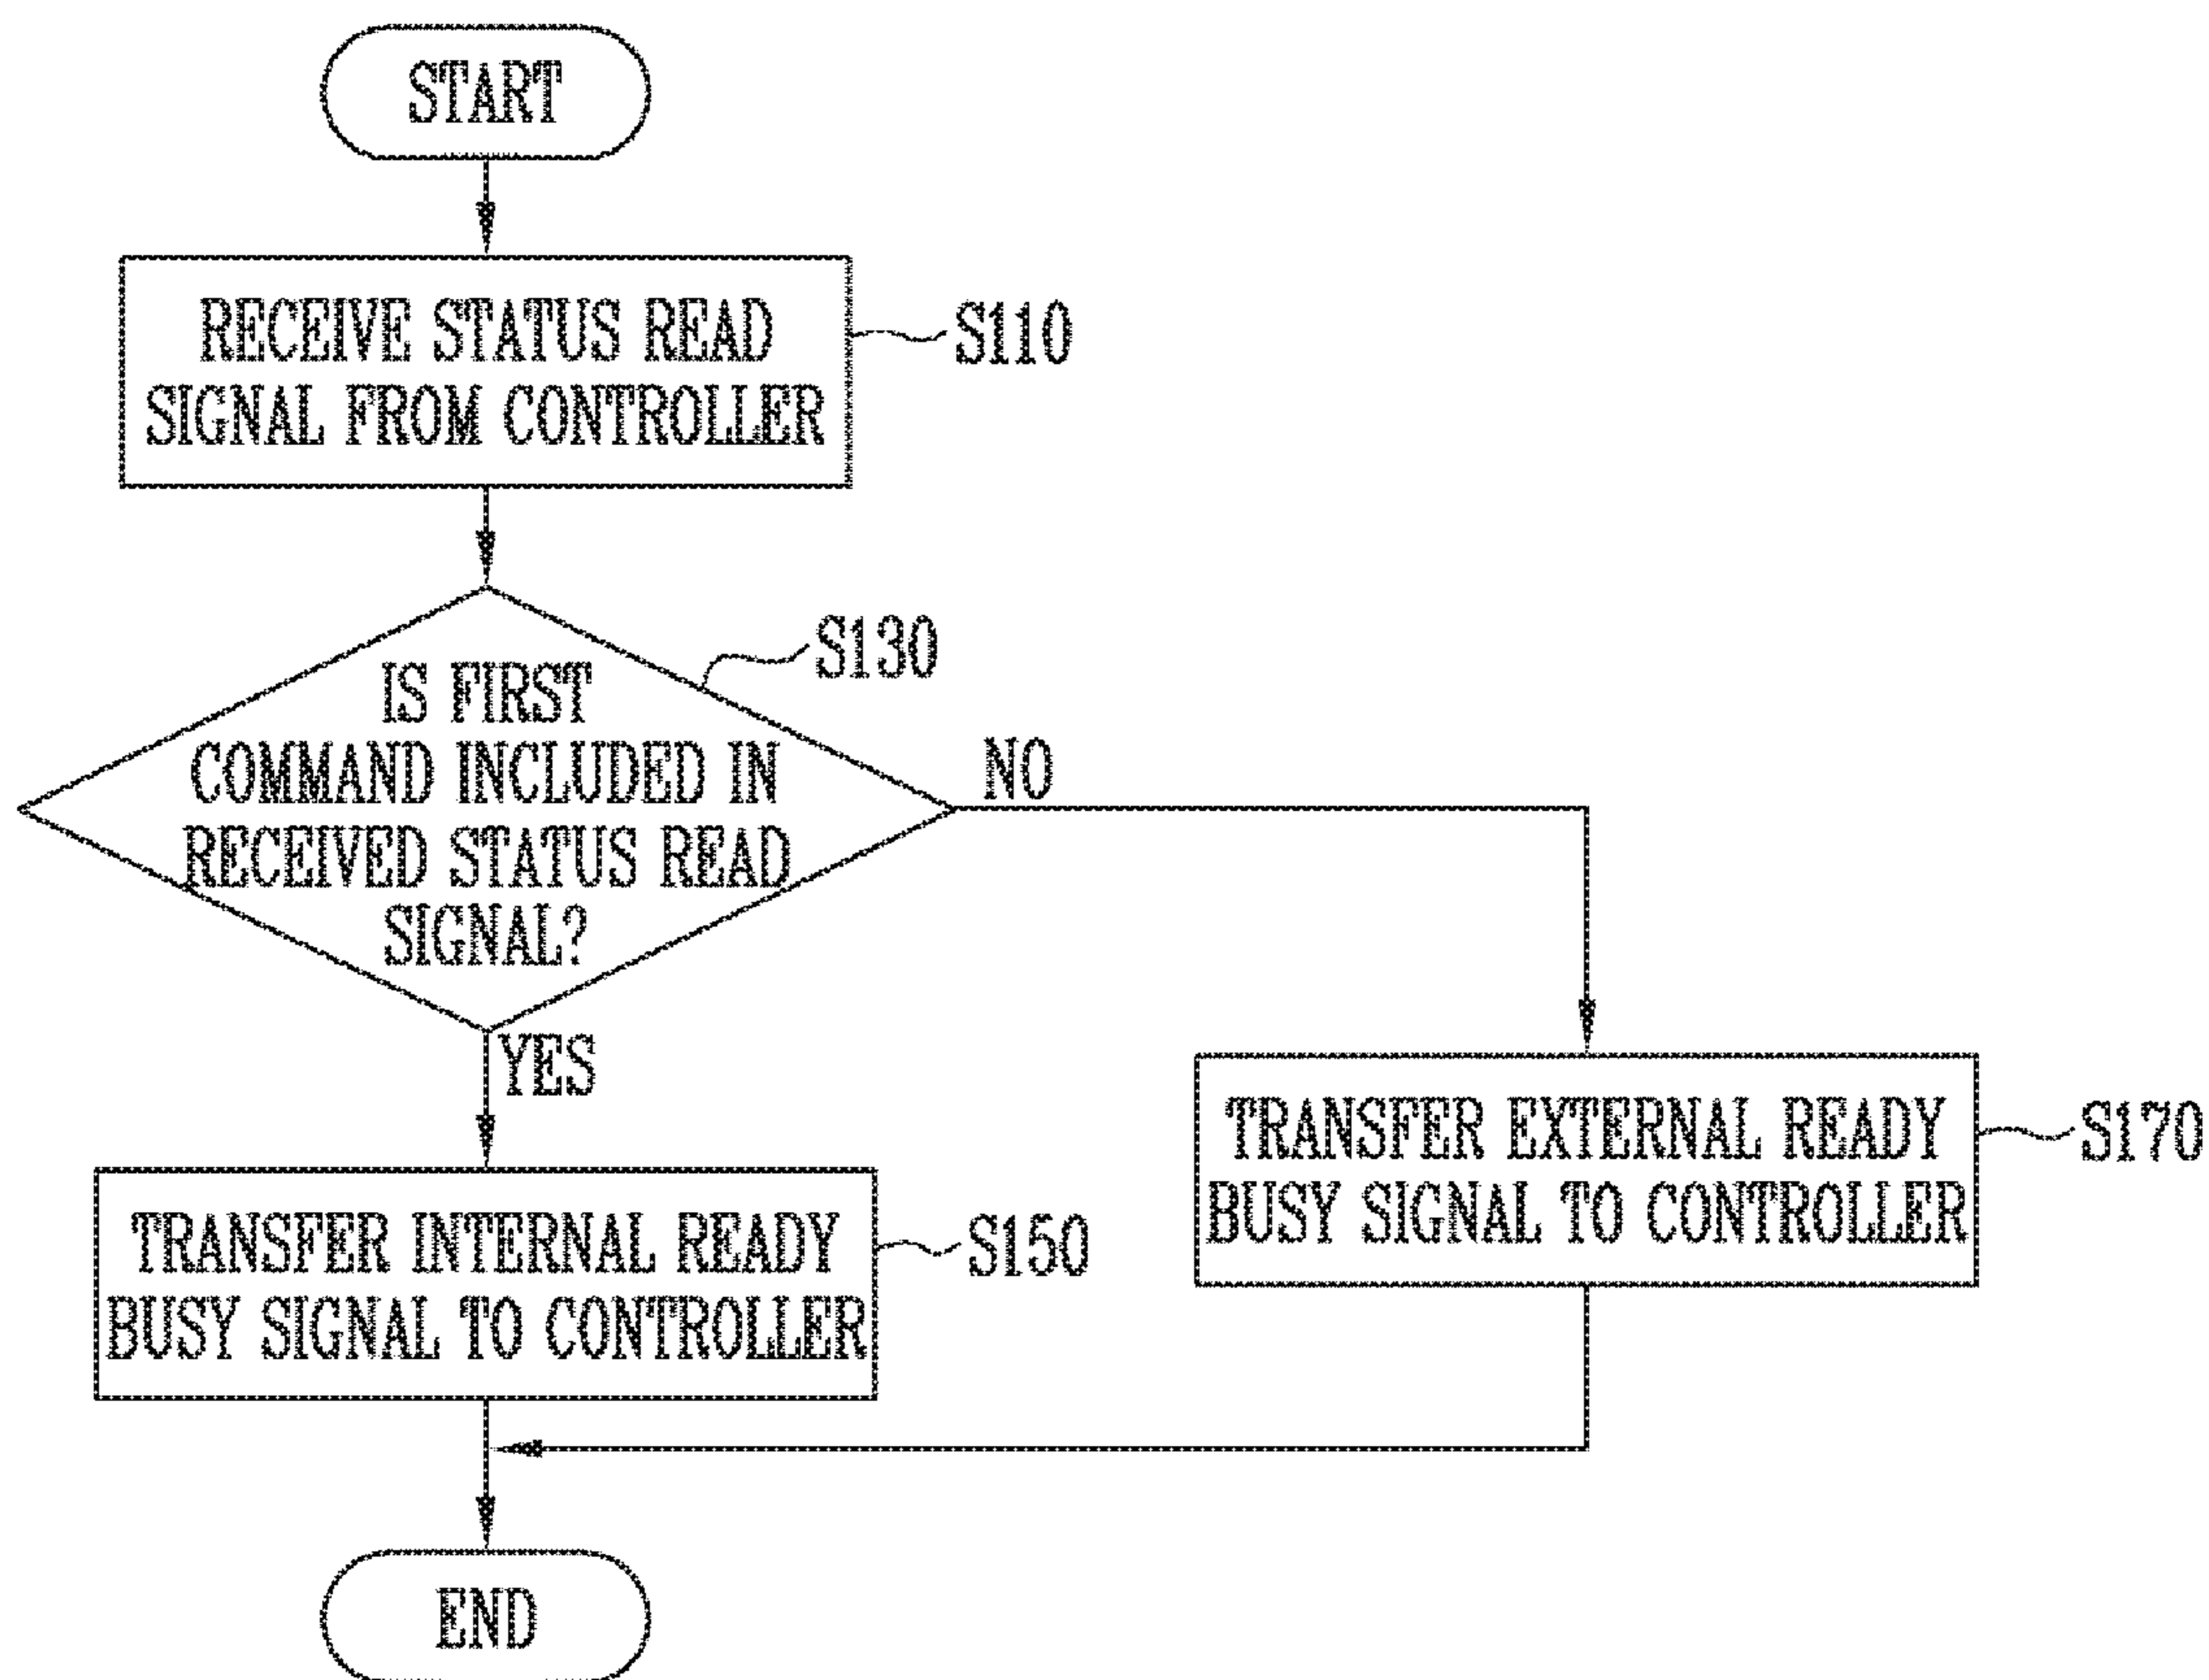 START
RECEIVE STATUS READ
SIGNAL FROM CONTROLLER
S110
IS FIRST
COMMAND INCLUDED IN
RECEIVED STATUS READ
SIGNAL?
S130
NO
YES
TRANSFER INTERNAL READY
BUSY SIGNAL TO CONTROLLER
S150
TRANSFER EXTERNAL READY
BUSY SIGNAL TO CONTROLLER
S170
END